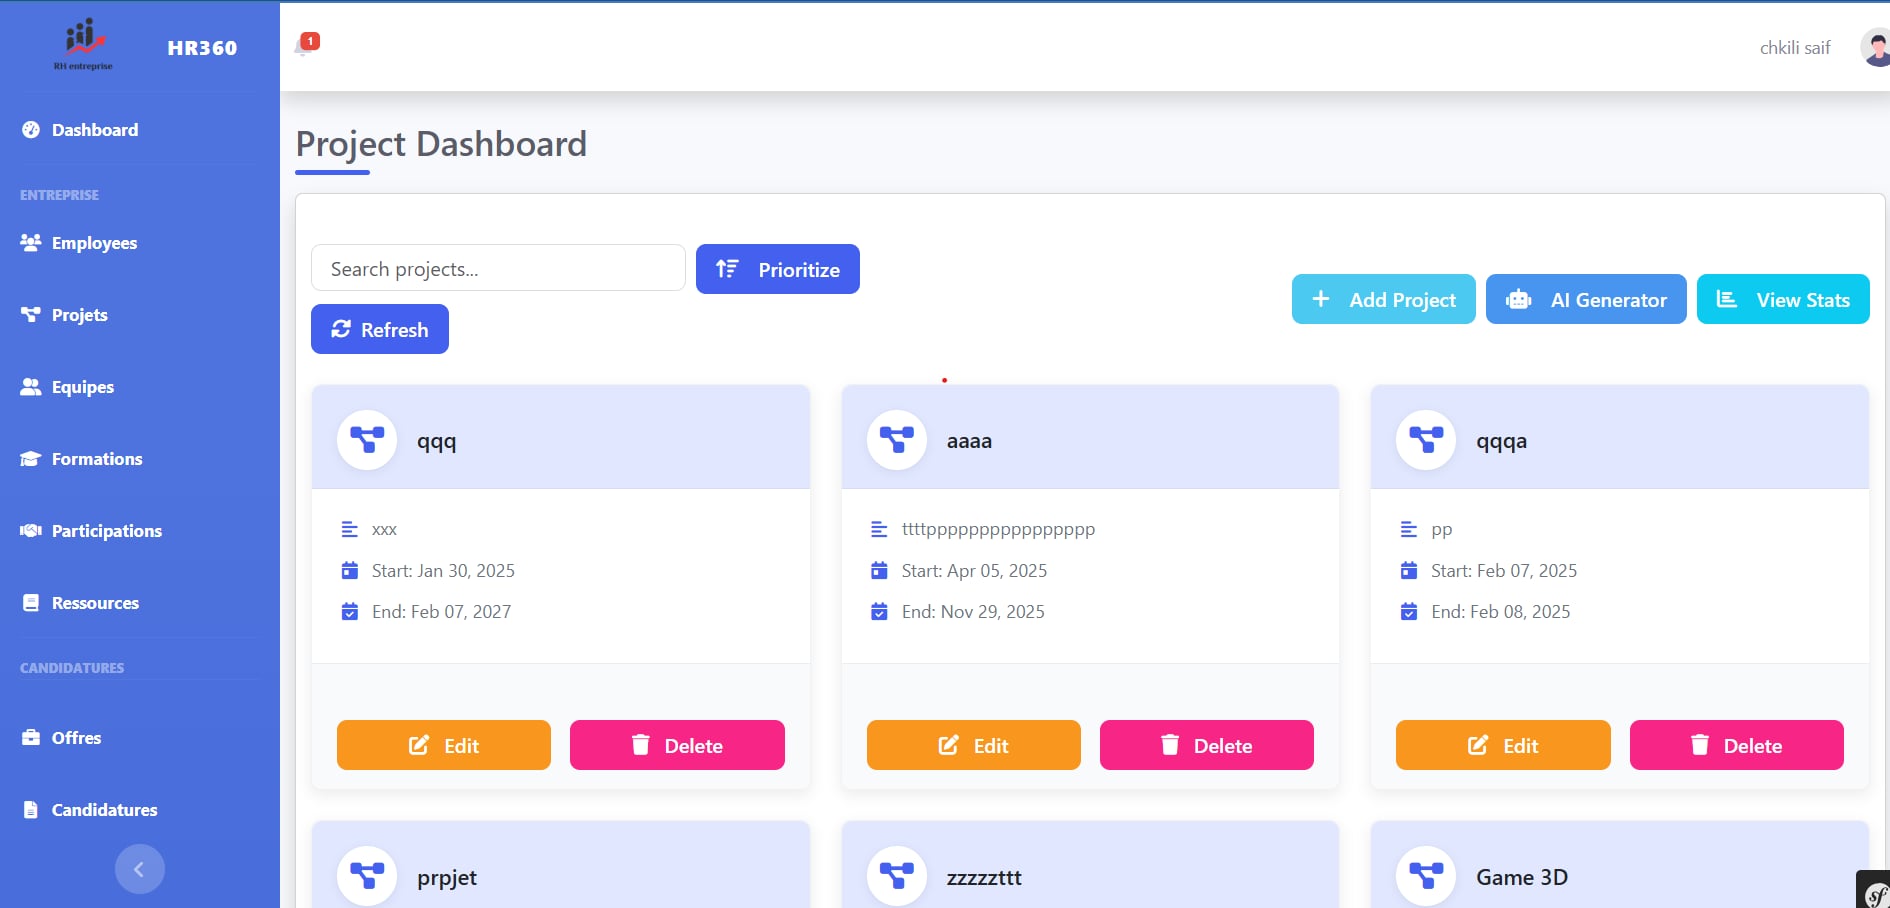 RH entreprise
HR360
1
chkili saif
Dashboard
ENTREPRISE
Employees
Projets
Equipes
Formations
Participations
Ressources
CANDIDATURES
Offres
Candidatures
Project Dashboard
Search projects...
Prioritize
Refresh
Add Project
AI Generator
View Stats
qqq
xxx
Start: Jan 30, 2025
End: Feb 07, 2027
Edit
Delete
aaaa
ttttppppppppppppppp
Start: Apr 05, 2025
End: Nov 29, 2025
Edit
Delete
qqqa
pp
Start: Feb 07, 2025
End: Feb 08, 2025
Edit
Delete
prpjet
zzzzzttt
Game 3D
sf